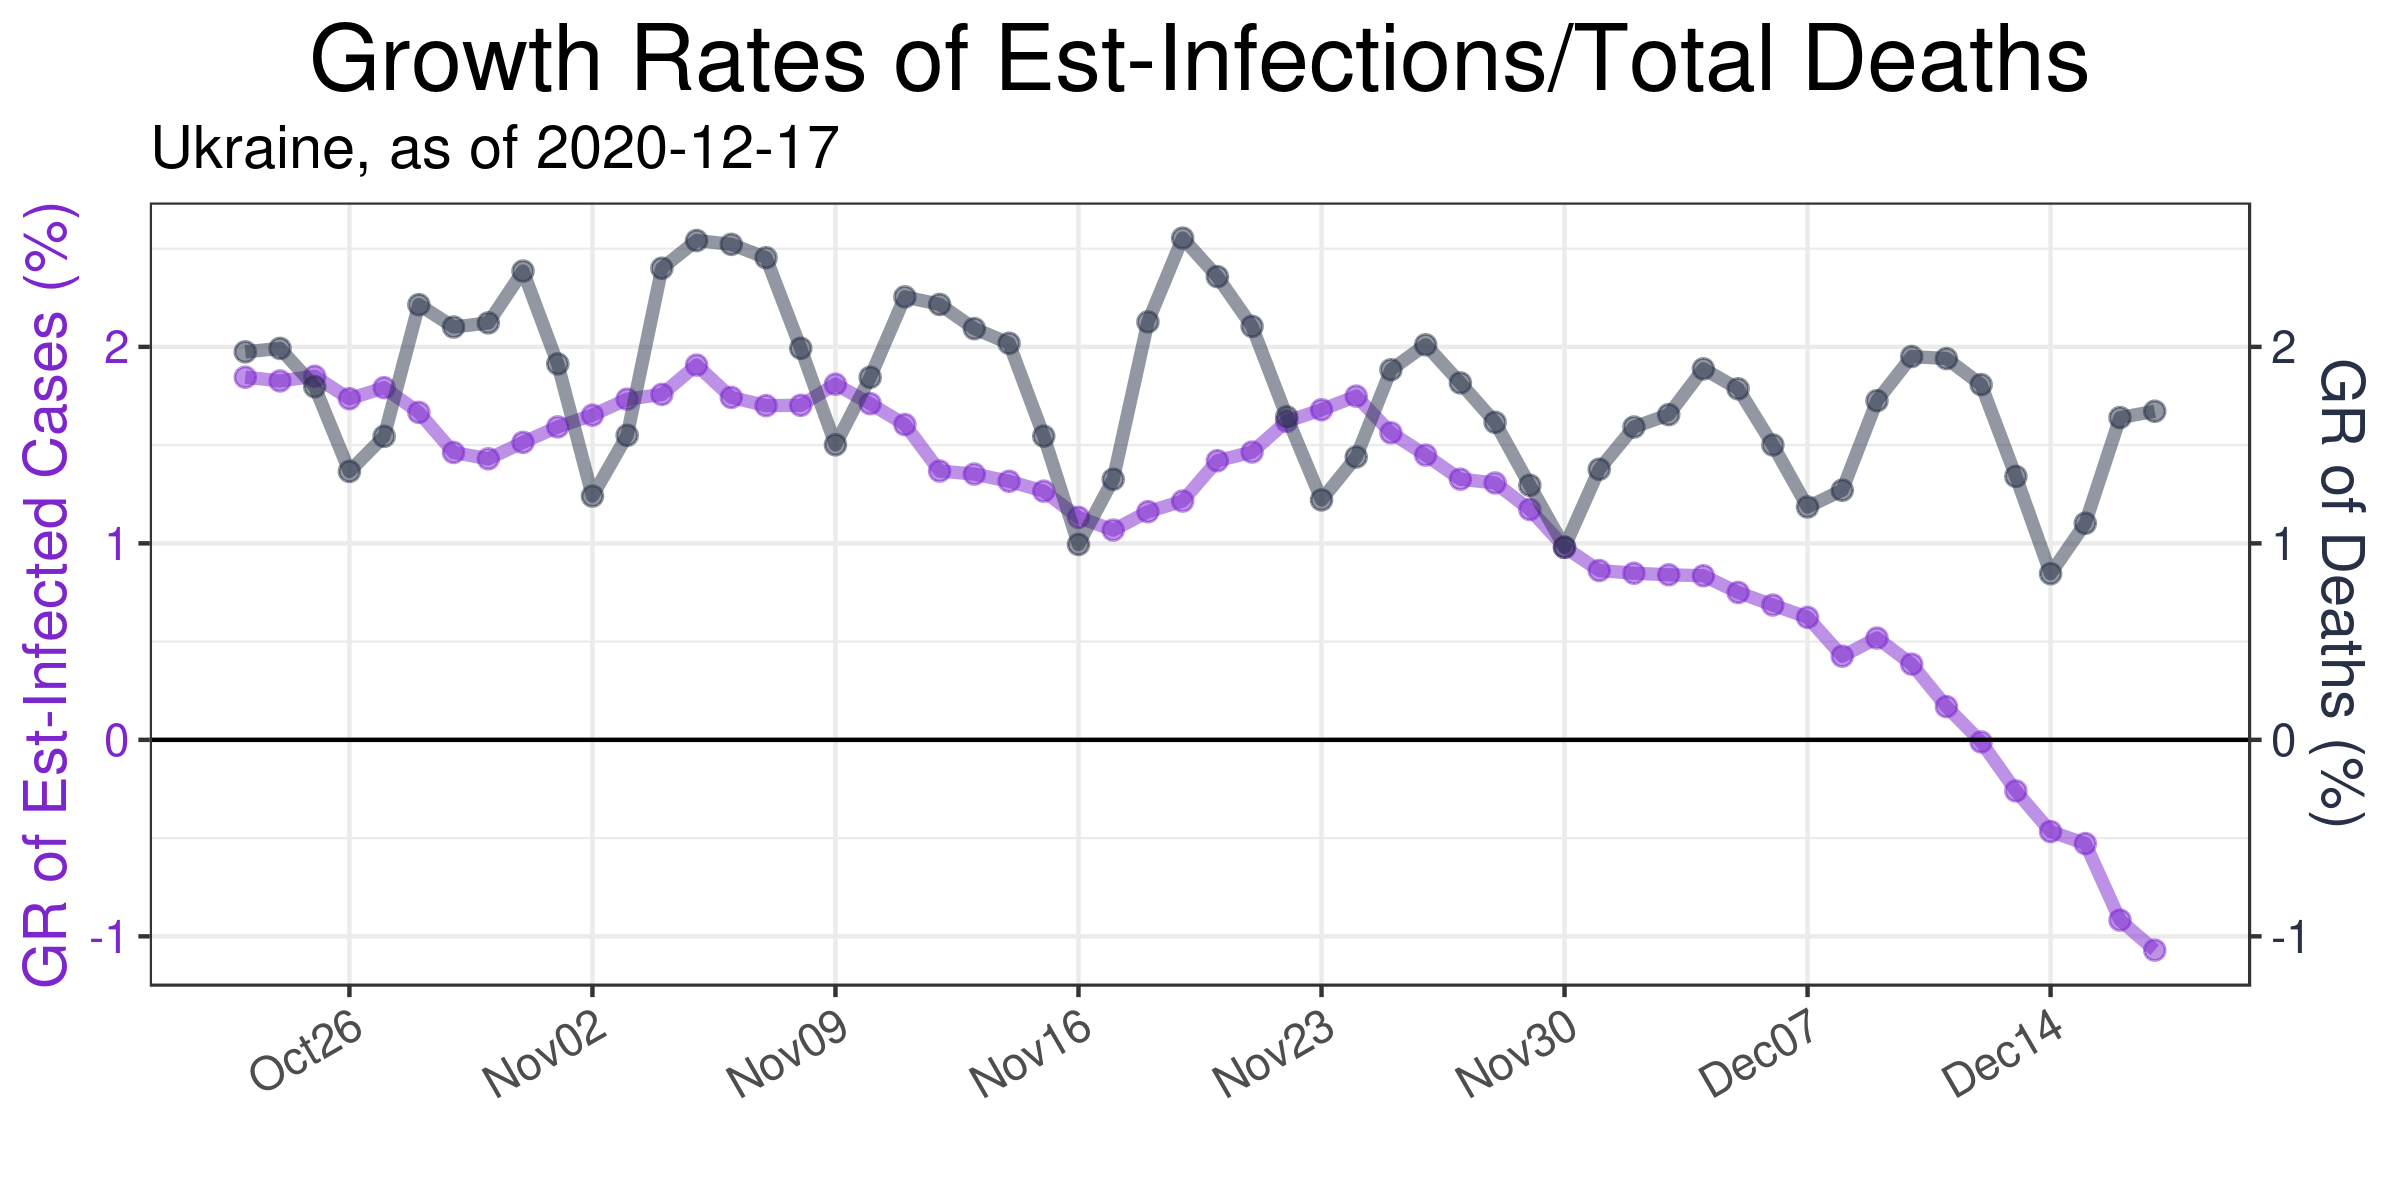 Growth Rates of Est-Infections/Total Deaths
Ukraine, as of 2020-12-17
GR of Est-Infected Cases (%)
2
1
0
-1
2
1
0
-1
GR of Deaths (%)
Oct26
Nov02
Nov09
Nov16
Nov23
Nov30
Dec07
Dec14